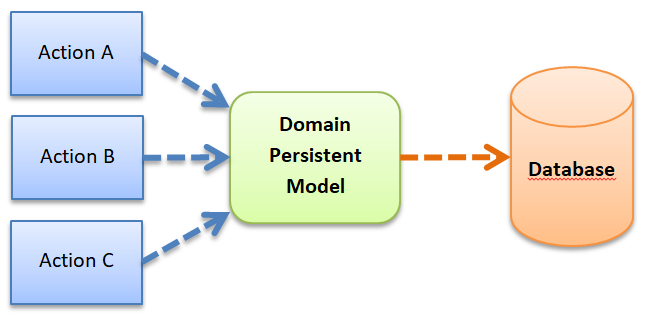 Action A
Action B
Action C
Domain
Persistent
Model
Database